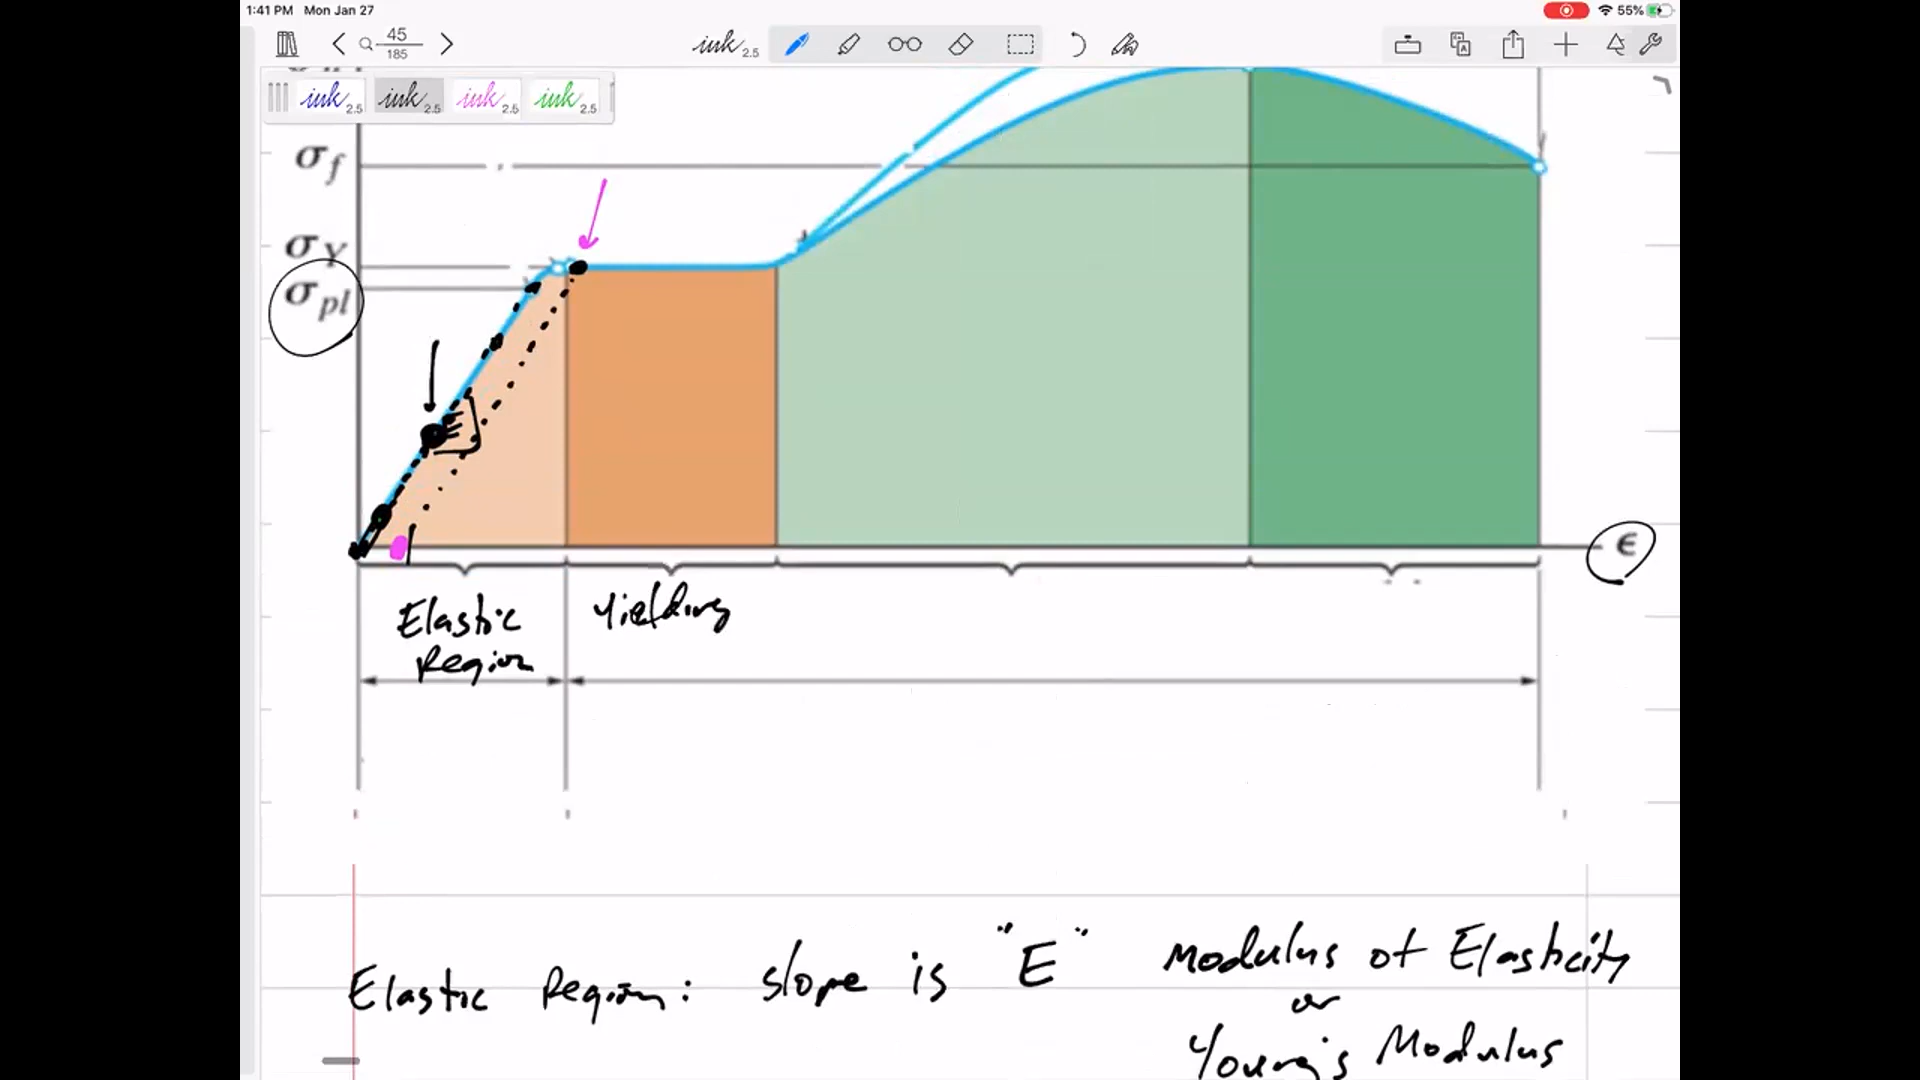 1:41 PM Mon Jan 27
55%
45
185
ink 2.5
ink 2.5 ink 2.5 ink 2.5 ink 2.5
A
σf
σY
σpl
E
ϵ
Elastic
Region
Yielding
Elastic Region: slope is "E" Modulus of Elasticity
or
Young's Modulus